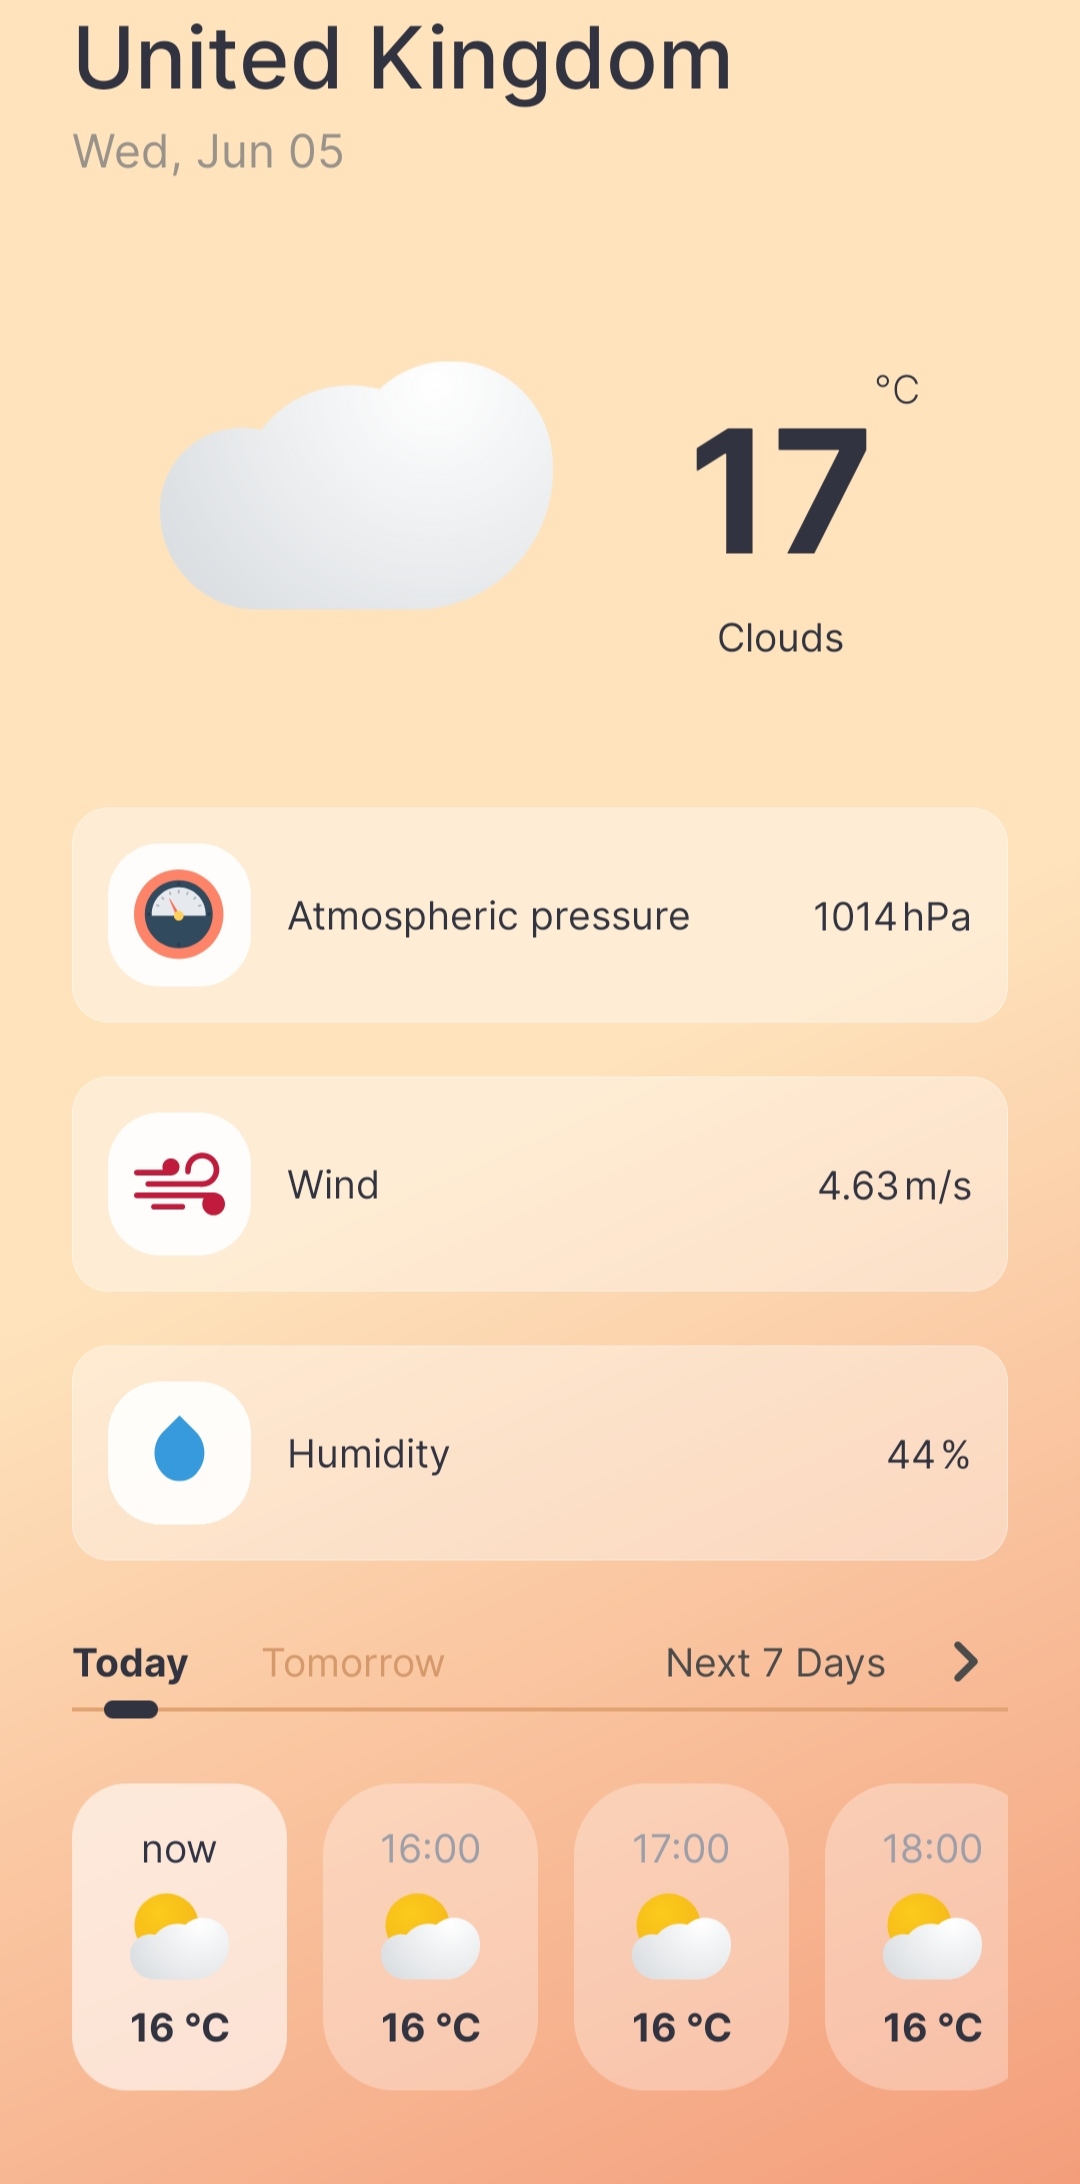 United Kingdom
Wed, Jun 05
°C
17
Clouds
Atmospheric pressure 1014 hPa
Wind 4.63 m/s
Humidity 44 %
Today Tomorrow Next 7 Days
now 16:00 17:00 18:00
16 °C 16 °C 16 °C 16 °C